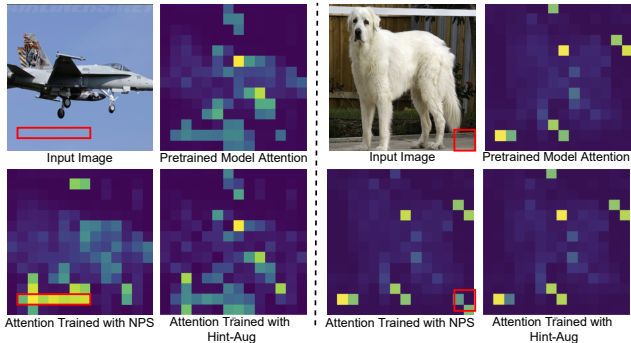 Input Image
Pretrained Model Attention
Input Image
Pretrained Model Attention
Attention Trained with NPS
Attention Trained with
Hint-Aug
Attention Trained with NPS
Attention Trained with
Hint-Aug